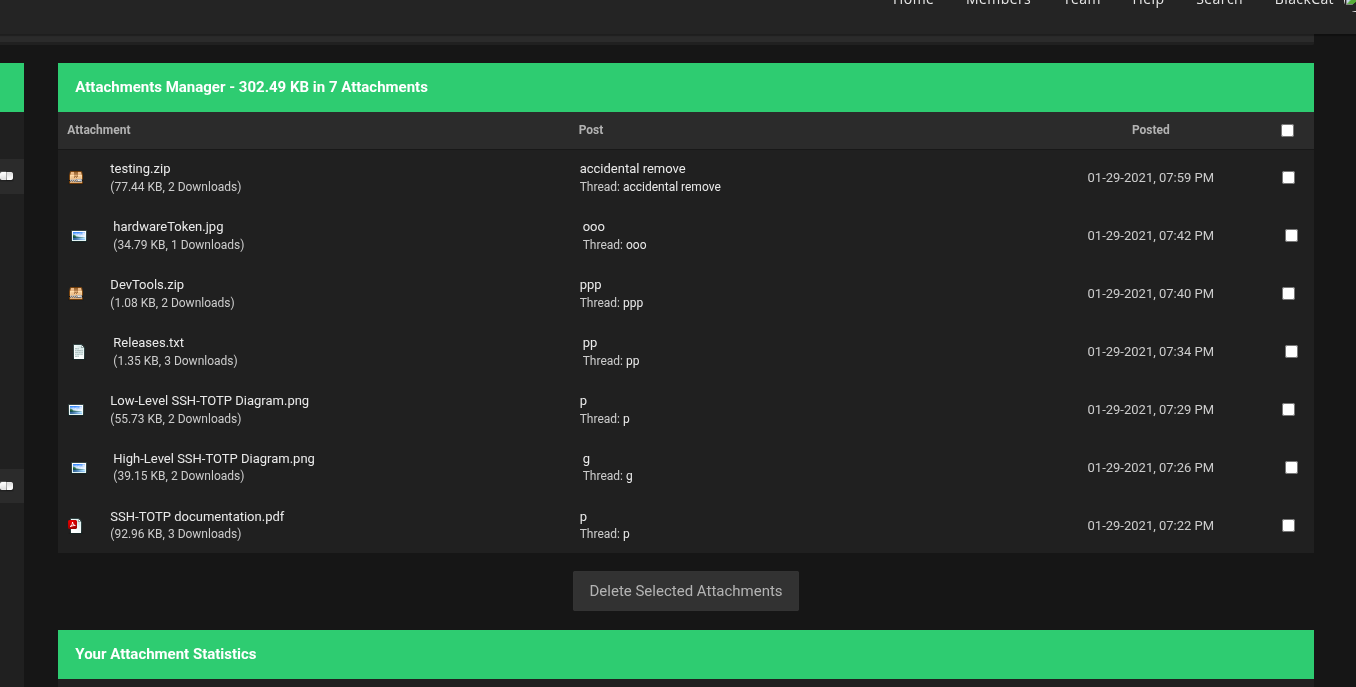 Home Members Team Help Search BlackCat
Attachments Manager - 302.49 KB in 7 Attachments
Attachment Post Posted
testing.zip accidental remove
(77.44 KB, 2 Downloads) Thread: accidental remove 01-29-2021, 07:59 PM
hardwareToken.jpg ooo
(34.79 KB, 1 Downloads) Thread: ooo 01-29-2021, 07:42 PM
DevTools.zip ppp
(1.08 KB, 2 Downloads) Thread: ppp 01-29-2021, 07:40 PM
Releases.txt pp
(1.35 KB, 3 Downloads) Thread: pp 01-29-2021, 07:34 PM
Low-Level SSH-TOTP Diagram.png p
(55.73 KB, 2 Downloads) Thread: p 01-29-2021, 07:29 PM
High-Level SSH-TOTP Diagram.png g
(39.15 KB, 2 Downloads) Thread: g 01-29-2021, 07:26 PM
SSH-TOTP documentation.pdf p
(92.96 KB, 3 Downloads) Thread: p 01-29-2021, 07:22 PM
Delete Selected Attachments
Your Attachment Statistics